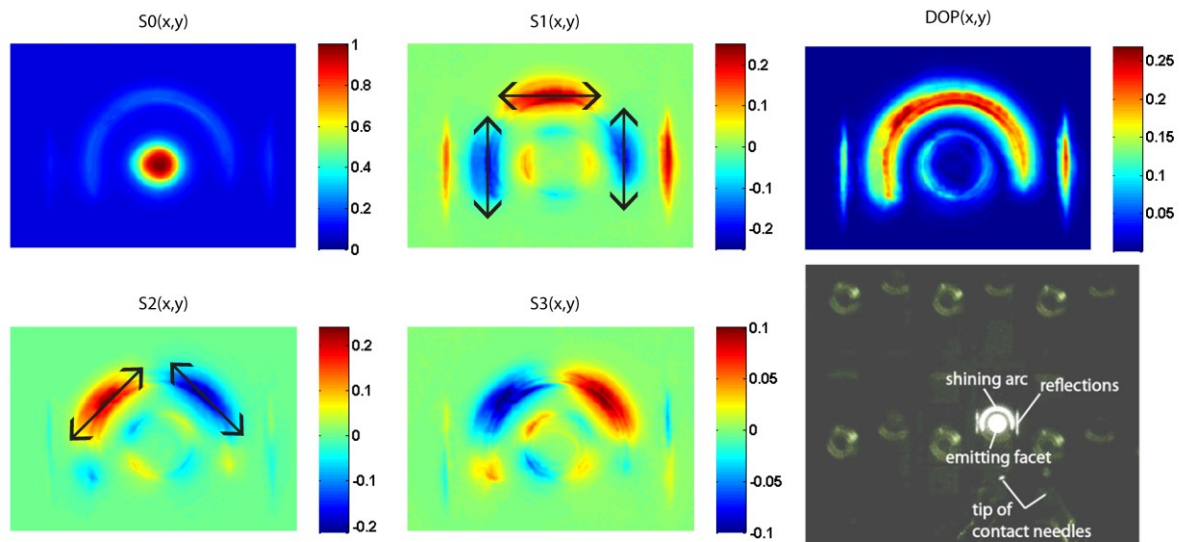 S0(x,y)
1
0.8
0.6
0.4
0.2
0
S1(x,y)
0.2
0.1
0
-0.1
-0.2
DOP(x,y)
0.25
0.20
0.15
0.10
0.05
S2(x,y)
0.2
0.1
0
-0.1
-0.2
S3(x,y)
0.1
0.05
0
-0.05
-0.1
shining arc
reflections
emitting facet
tip of
contact needles